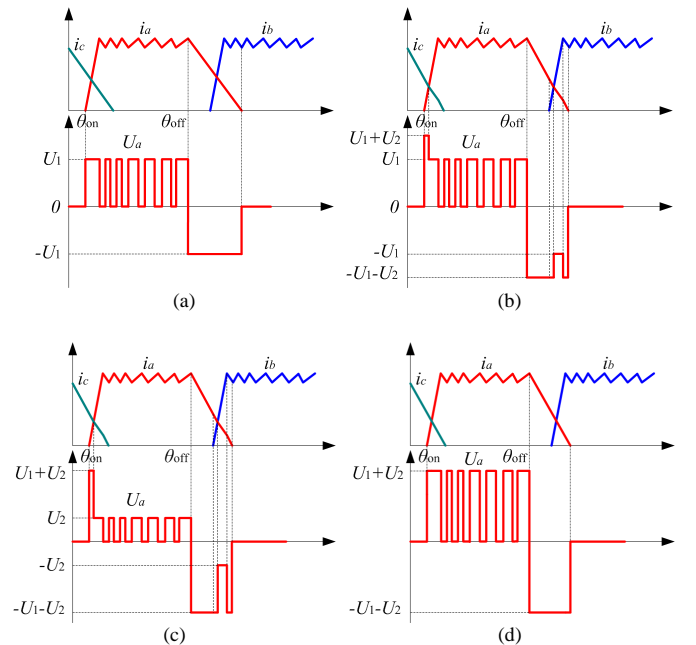 ic ia ib
θon θoff
Ua
U1
0
-U1
(a)
ic ia ib
θon θoff
U1+U2
Ua
U1
0
-U1
-U1-U2
(b)
ic ia ib
θon θoff
U1+U2
Ua
U2
-U2
-U1-U2
(c)
ic ia ib
θon θoff
U1+U2
Ua
-U1-U2
(d)